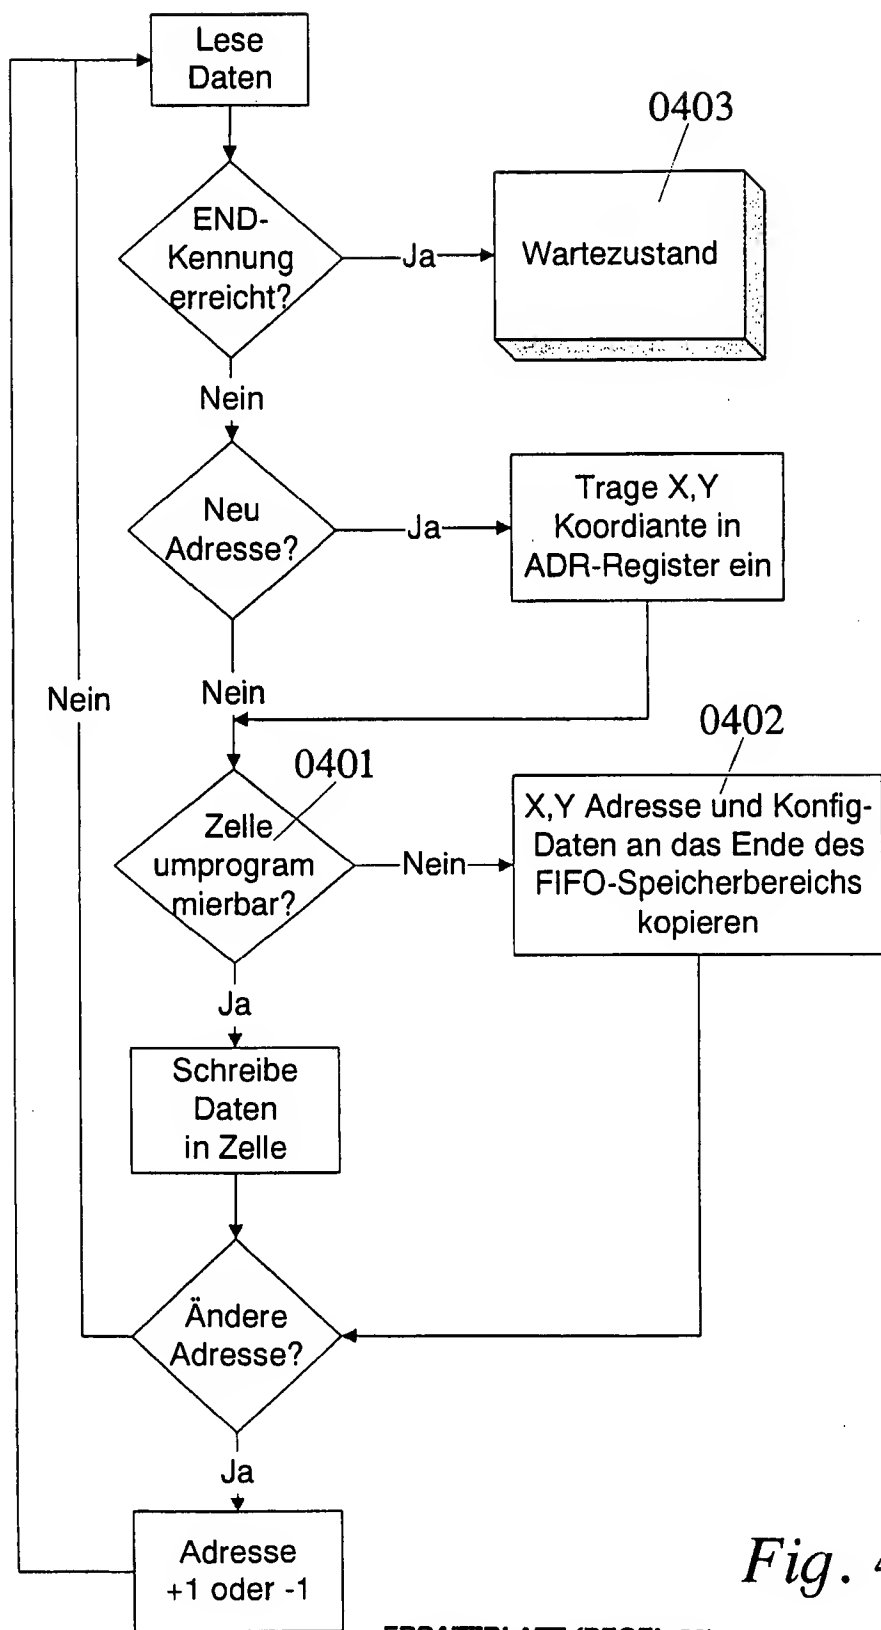 Lese
Daten
0403
END-
Kennung
erreicht?
Ja
Wartezustand
Nein
Neu
Adresse?
Ja
Trage X,Y
Koordiante in
ADR-Register ein
Nein
Nein
0402
0401
Zelle
umprogram
mierbar?
Nein
X,Y Adresse und Konfig-
Daten an das Ende des
FIFO-Speicherbereichs
kopieren
Ja
Schreibe
Daten
in Zelle
Ändere
Adresse?
Ja
Adresse
+1 oder -1
Fig. 4